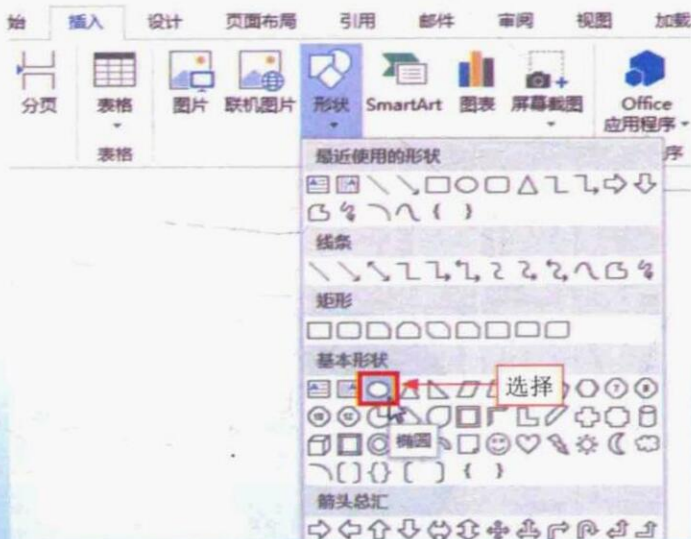 始 插入 设计 页面布局 引用 邮件 审阅 视图 加载
分页 表格 图片 联机图片 形状 SmartArt 图表 屏幕截图 Office
应用程序
表格 序
最近使用的形状
线条
矩形
基本形状
选择
椭圆
箭头总汇